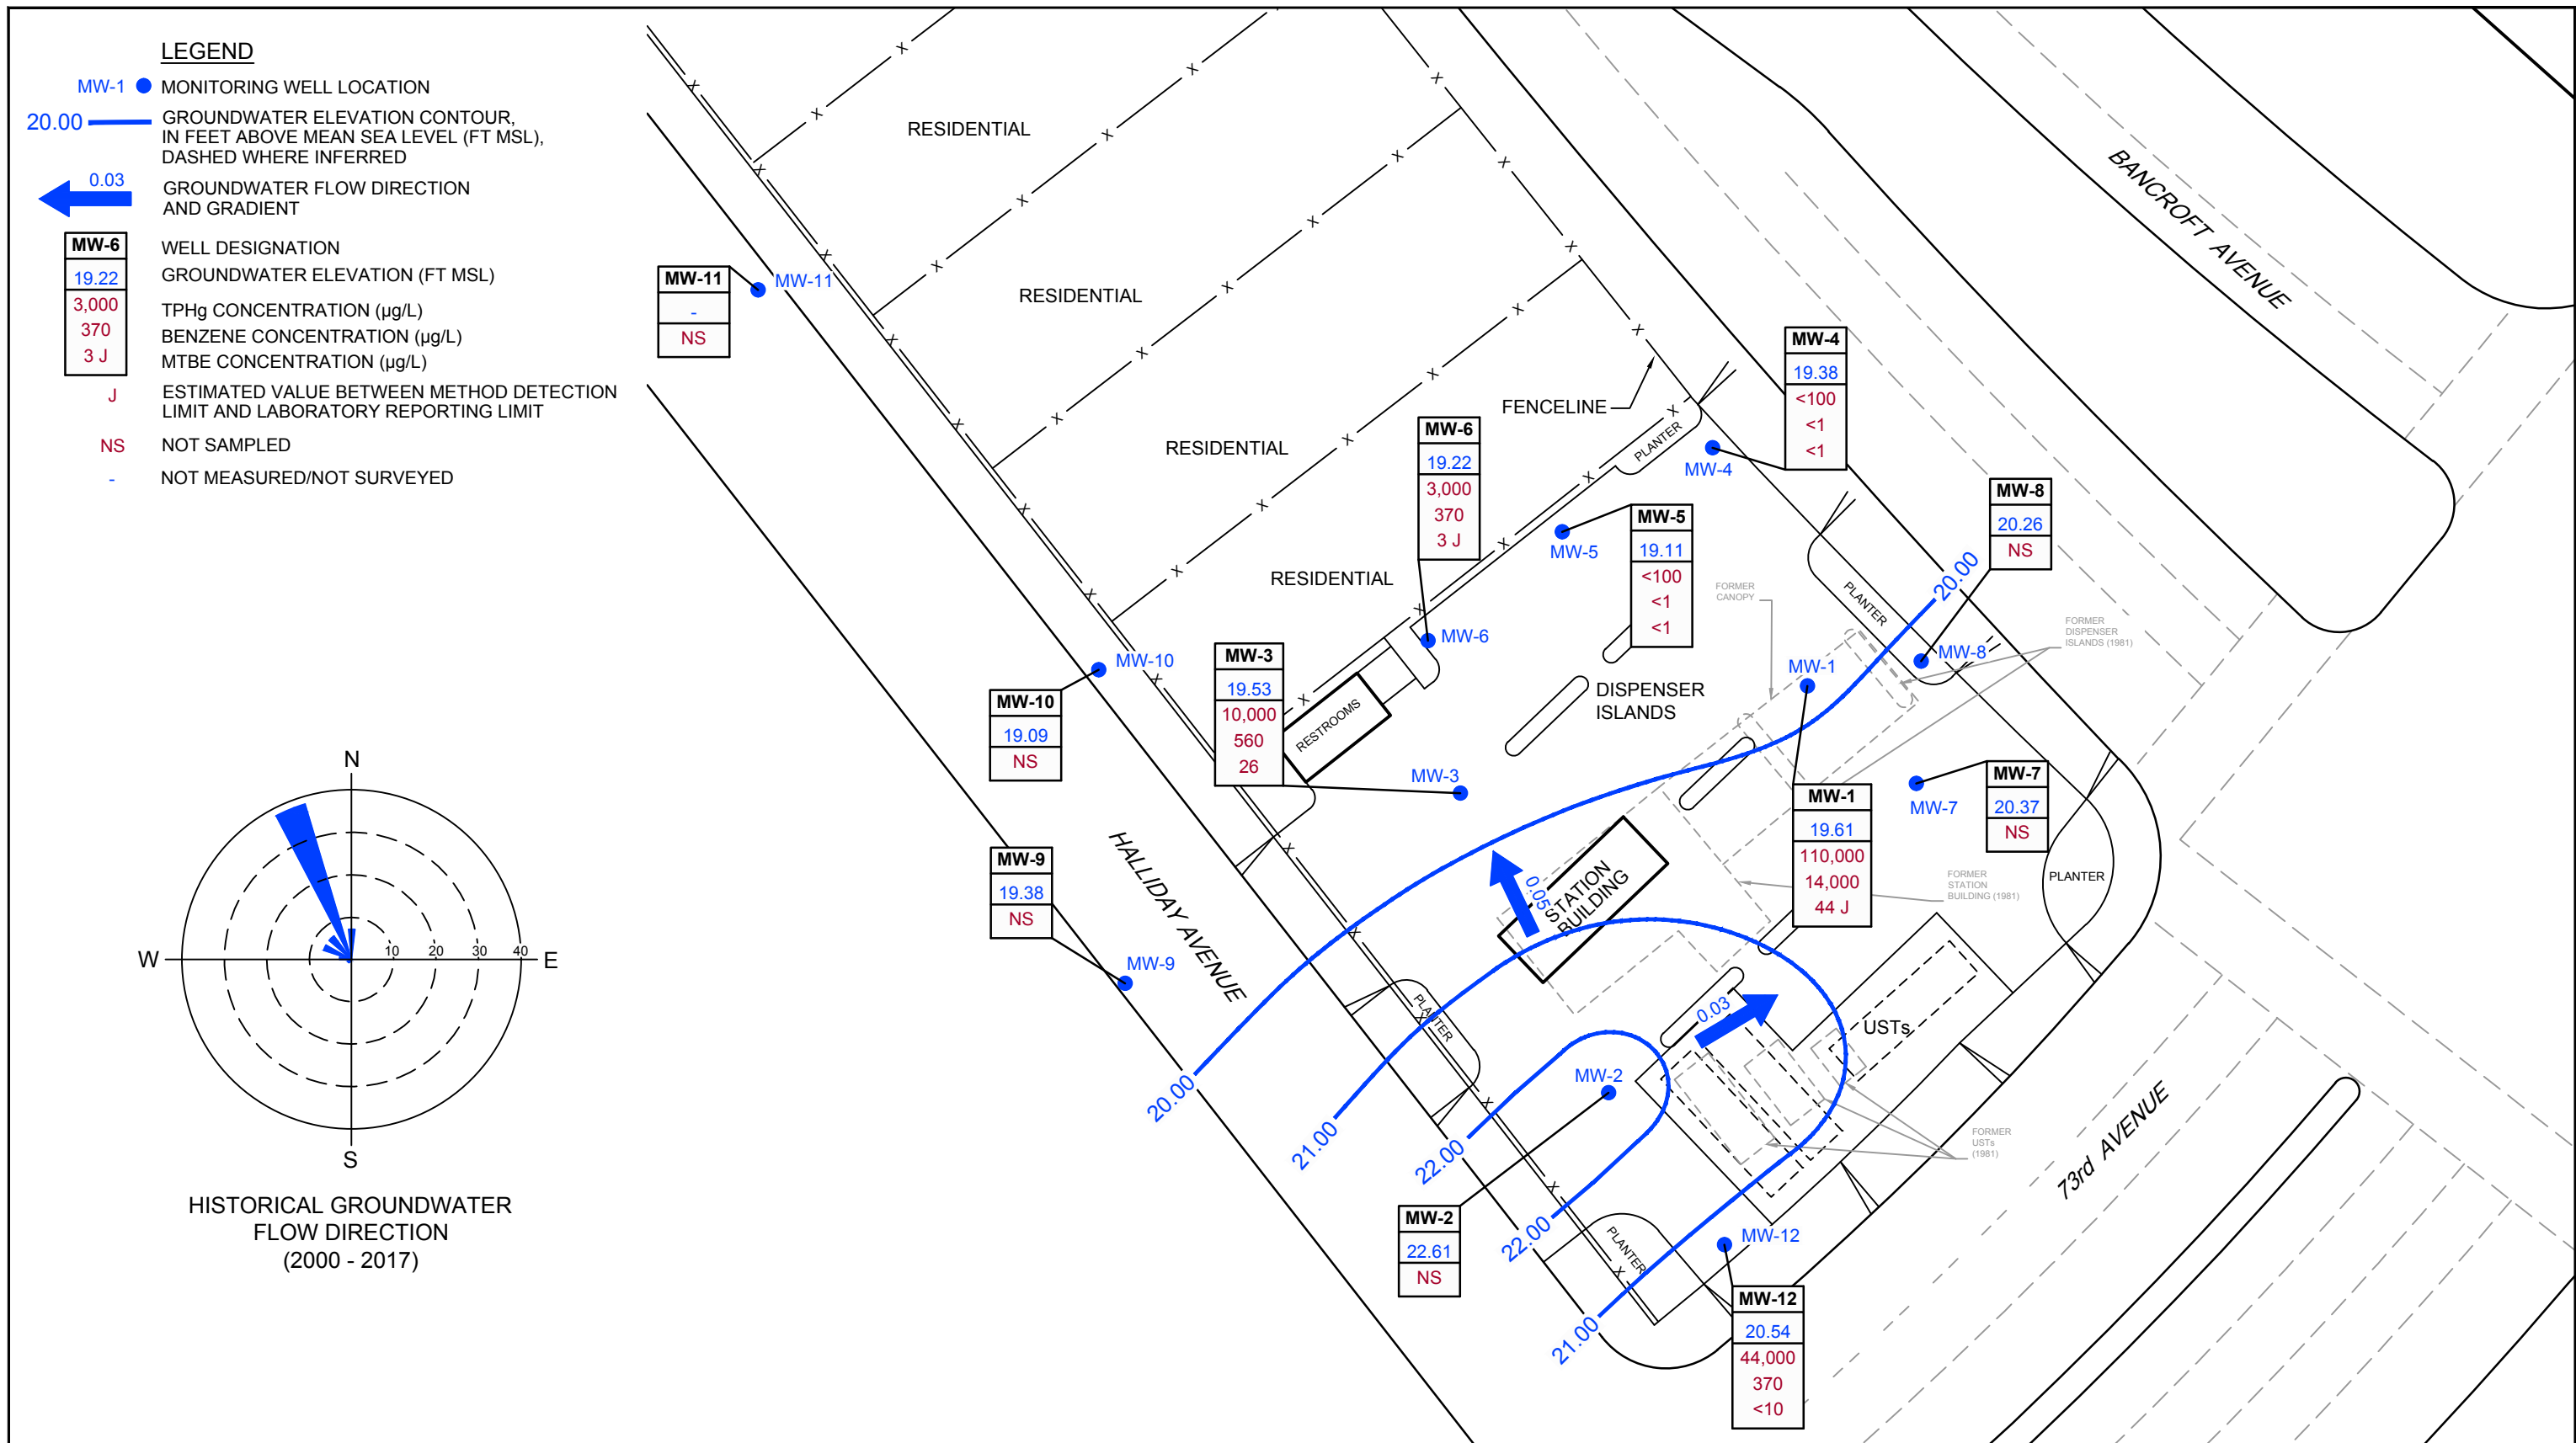 LEGEND
MW-1 MONITORING WELL LOCATION
20.00 GROUNDWATER ELEVATION CONTOUR,
IN FEET ABOVE MEAN SEA LEVEL (FT MSL),
DASHED WHERE INFERRED
0.03 GROUNDWATER FLOW DIRECTION
AND GRADIENT
MW-6 WELL DESIGNATION
19.22 GROUNDWATER ELEVATION (FT MSL)
3,000 TPHg CONCENTRATION (µg/L)
370 BENZENE CONCENTRATION (µg/L)
3 J MTBE CONCENTRATION (µg/L)
J ESTIMATED VALUE BETWEEN METHOD DETECTION
LIMIT AND LABORATORY REPORTING LIMIT
NS NOT SAMPLED
- NOT MEASURED/NOT SURVEYED
N
W
E
S
10 20 30 40
HISTORICAL GROUNDWATER
FLOW DIRECTION
(2000 - 2017)
RESIDENTIAL
RESIDENTIAL
RESIDENTIAL
RESIDENTIAL
BANCROFT AVENUE
MW-11
-
NS
MW-11
FENCELINE
PLANTER
MW-4
19.38
<100
<1
<1
MW-4
MW-6
19.22
3,000
370
3 J
MW-6
MW-5
19.11
<100
<1
<1
MW-5
MW-8
20.26
NS
MW-8
20.00
FORMER
CANOPY
PLANTER
FORMER
DISPENSER
ISLANDS (1981)
MW-10
MW-10
19.09
NS
MW-3
19.53
10,000
560
26
MW-3
RESTROOMS
DISPENSER
ISLANDS
MW-1
MW-1
19.61
110,000
14,000
44 J
MW-7
MW-7
20.37
NS
PLANTER
FORMER
STATION
BUILDING (1981)
HALLIDAY AVENUE
MW-9
19.38
NS
MW-9
0.05
STATION
BUILDING
PLANTER
0.03
USTs
MW-2
20.00
21.00
22.00
FORMER
USTs
(1981)
73rd AVENUE
MW-2
22.61
NS
22.00
PLANTER
MW-12
21.00
MW-12
20.54
44,000
370
<10